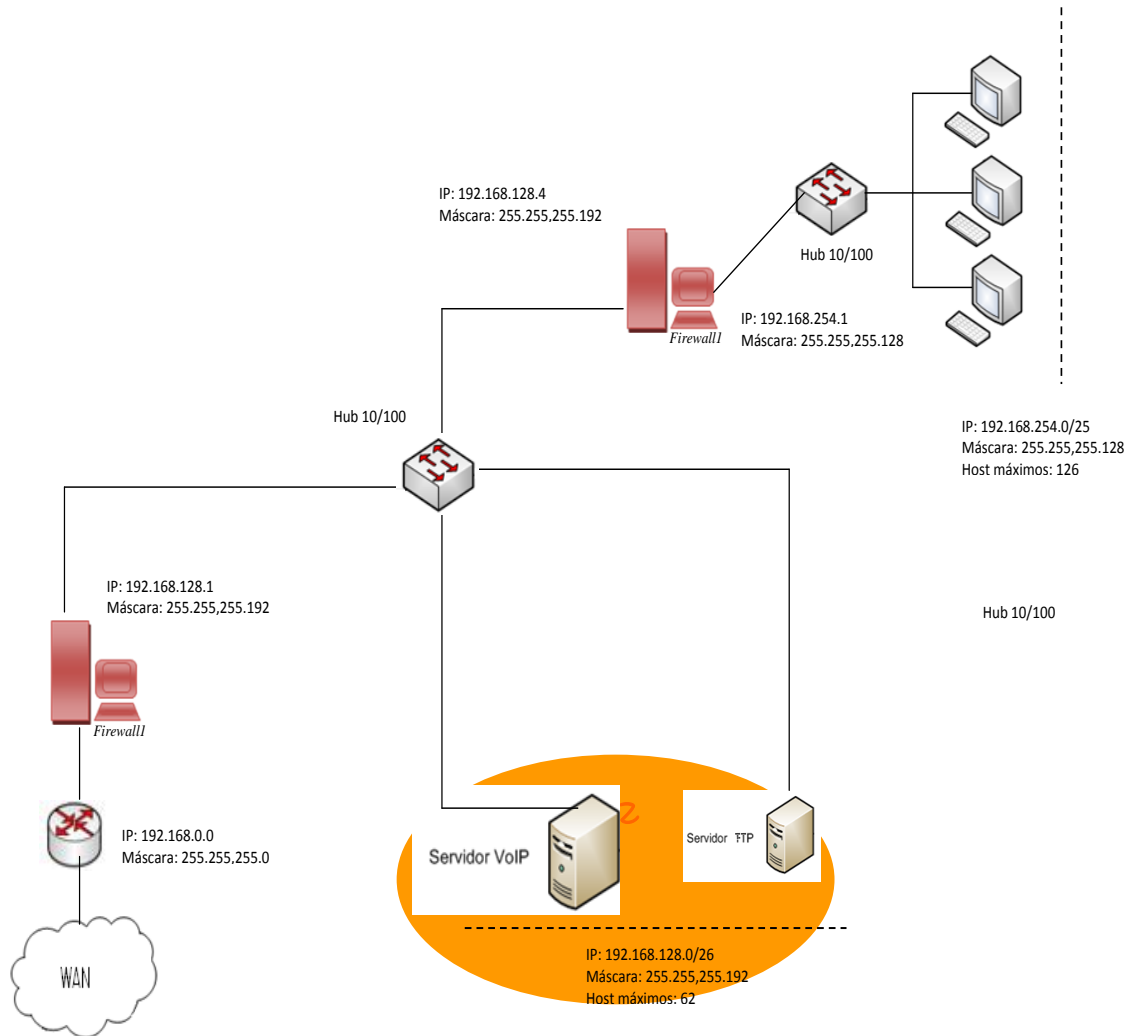 IP: 192.168.128.4
Máscara: 255.255,255.192
Hub 10/100
Firewall1
IP: 192.168.254.1
Máscara: 255.255,255.128
Hub 10/100
IP: 192.168.254.0/25
Máscara: 255.255,255.128
Host máximos: 126
IP: 192.168.128.1
Máscara: 255.255,255.192
Hub 10/100
Firewall1
Servidor VoIP
Servidor FTP
IP: 192.168.0.0
Máscara: 255.255,255.0
WAN
IP: 192.168.128.0/26
Máscara: 255.255,255.192
Host máximos: 62